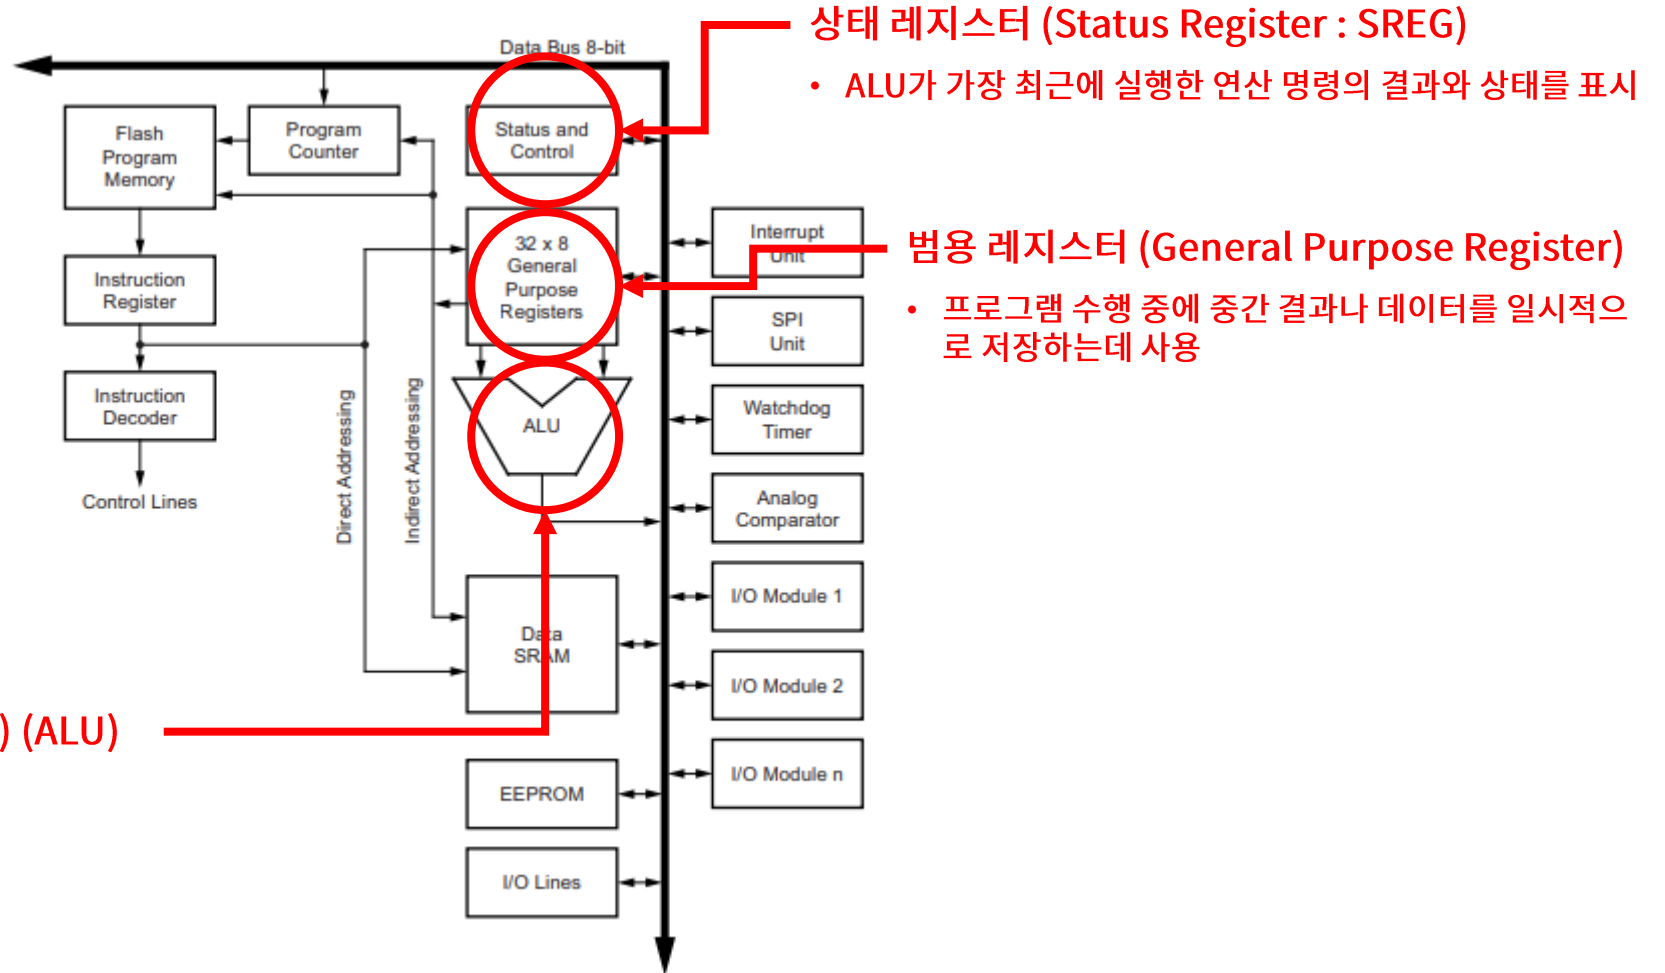 상태 레지스터 (Status Register : SREG)
• ALU가 가장 최근에 실행한 연산 명령의 결과와 상태를 표시
Data Bus 8-bit
Flash
Program
Memory
Program
Counter
Status and
Control
32 x 8
General
Purpose
Registers
Interrupt
Unit
범용 레지스터 (General Purpose Register)
• 프로그램 수행 중에 중간 결과나 데이터를 일시적으
로 저장하는데 사용
Instruction
Register
SPI
Unit
Instruction
Decoder
Direct Addressing
Indirect Addressing
ALU
Watchdog
Timer
Control Lines
Analog
Comparator
I/O Module 1
Data
SRAM
I/O Module 2
) (ALU)
I/O Module n
EEPROM
I/O Lines